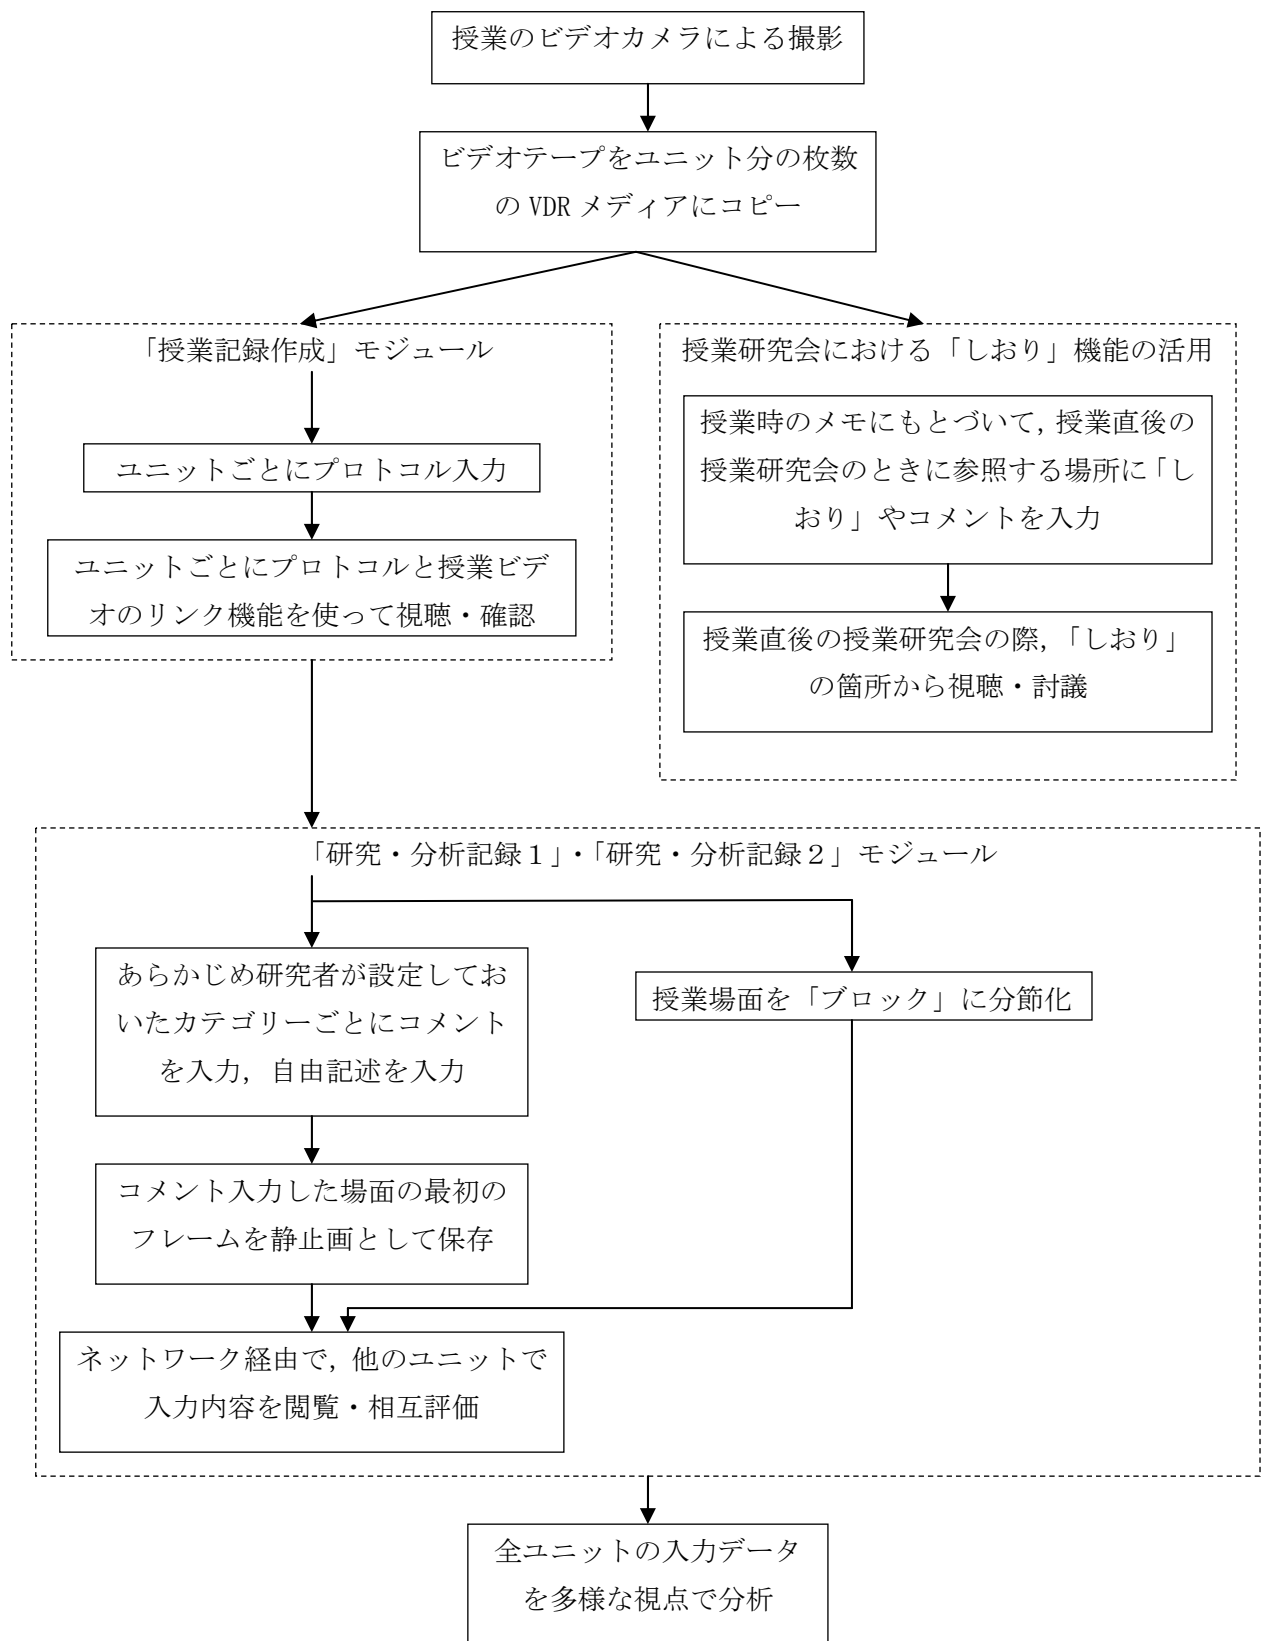 授業のビデオカメラによる撮影
ビデオテープをユニット分の枚数
の VDR メディアにコピー
「授業記録作成」モジュール
ユニットごとにプロトコル入力
ユニットごとにプロトコルと授業ビデ
オのリンク機能を使って視聴・確認
授業研究会における「しおり」機能の活用
授業時のメモにもとづいて,授業直後の
授業研究会のときに参照する場所に「し
おり」やコメントを入力
授業直後の授業研究会の際,「しおり」
の箇所から視聴・討議
「研究・分析記録１」・「研究・分析記録２」モジュール
あらかじめ研究者が設定してお
いたカテゴリーごとにコメント
を入力,自由記述を入力
コメント入力した場面の最初の
フレームを静止画として保存
授業場面を「ブロック」に分節化
ネットワーク経由で,他のユニットで
入力内容を閲覧・相互評価
全ユニットの入力データ
を多様な視点で分析